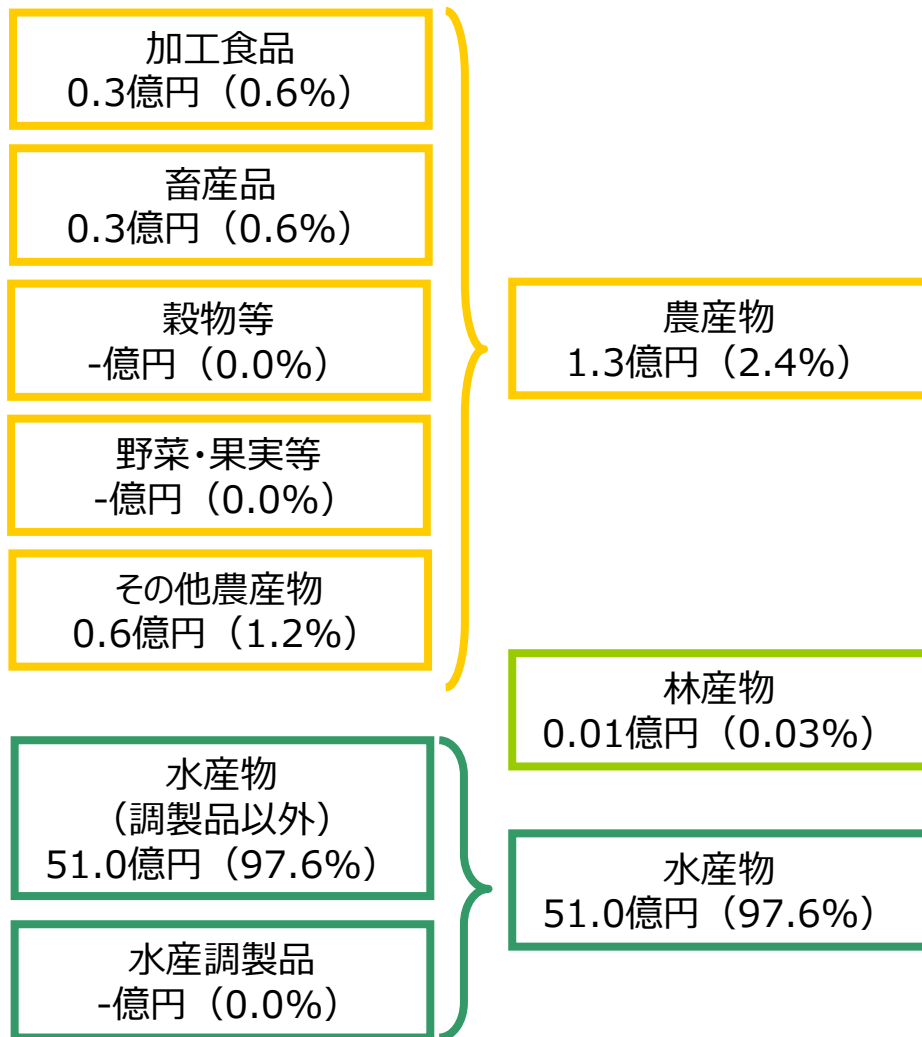 加工食品
0.3億円（0.6%）
畜産品
0.3億円（0.6%）
穀物等
-億円（0.0%）
野菜・果実等
-億円（0.0%）
その他農産物
0.6億円（1.2%）
農産物
1.3億円（2.4%）
林産物
0.01億円（0.03%）
水産物
（調製品以外）
51.0億円（97.6%）
水産調製品
-億円（0.0%）
水産物
51.0億円（97.6%）